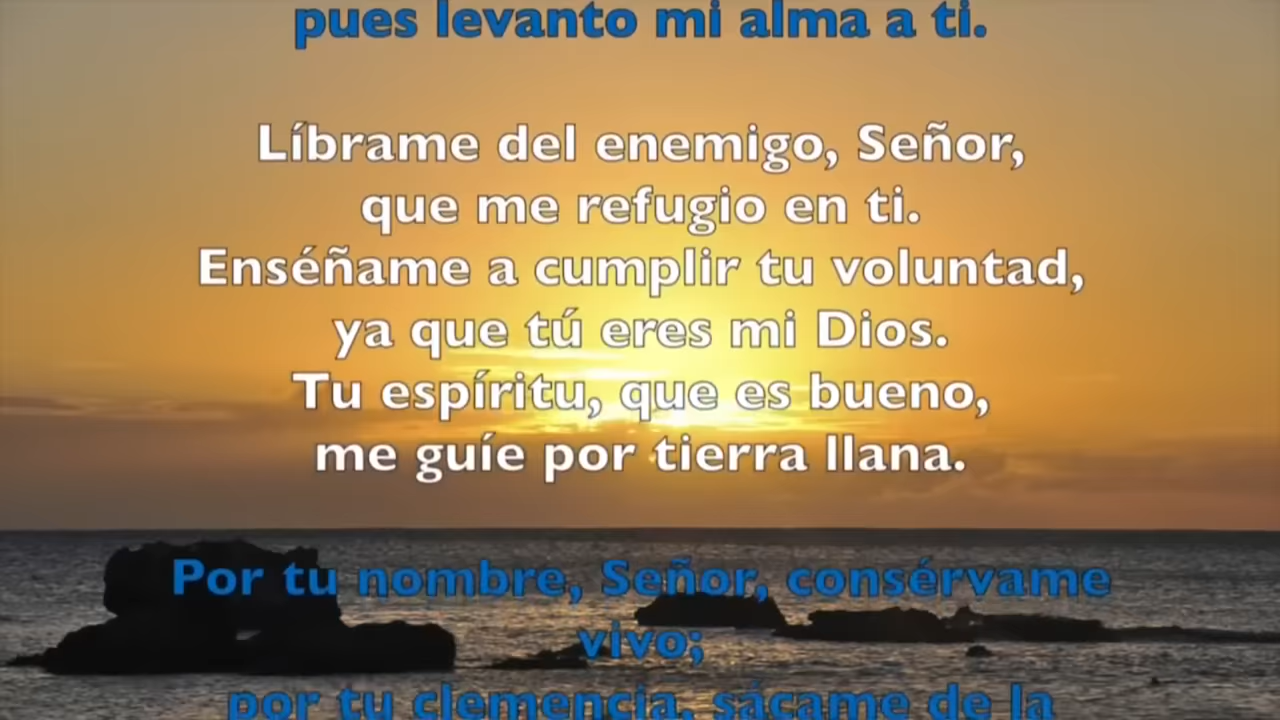 pues levanto mi alma a ti.
Líbrame del enemigo, Señor,
que me refugio en ti.
Enséñame a cumplir tu voluntad,
ya que tú eres mi Dios.
Tu espíritu, que es bueno,
me guíe por tierra llana.
Por tu nombre, Señor, consérvame
vivo;
por tu clemencia, sácame de la